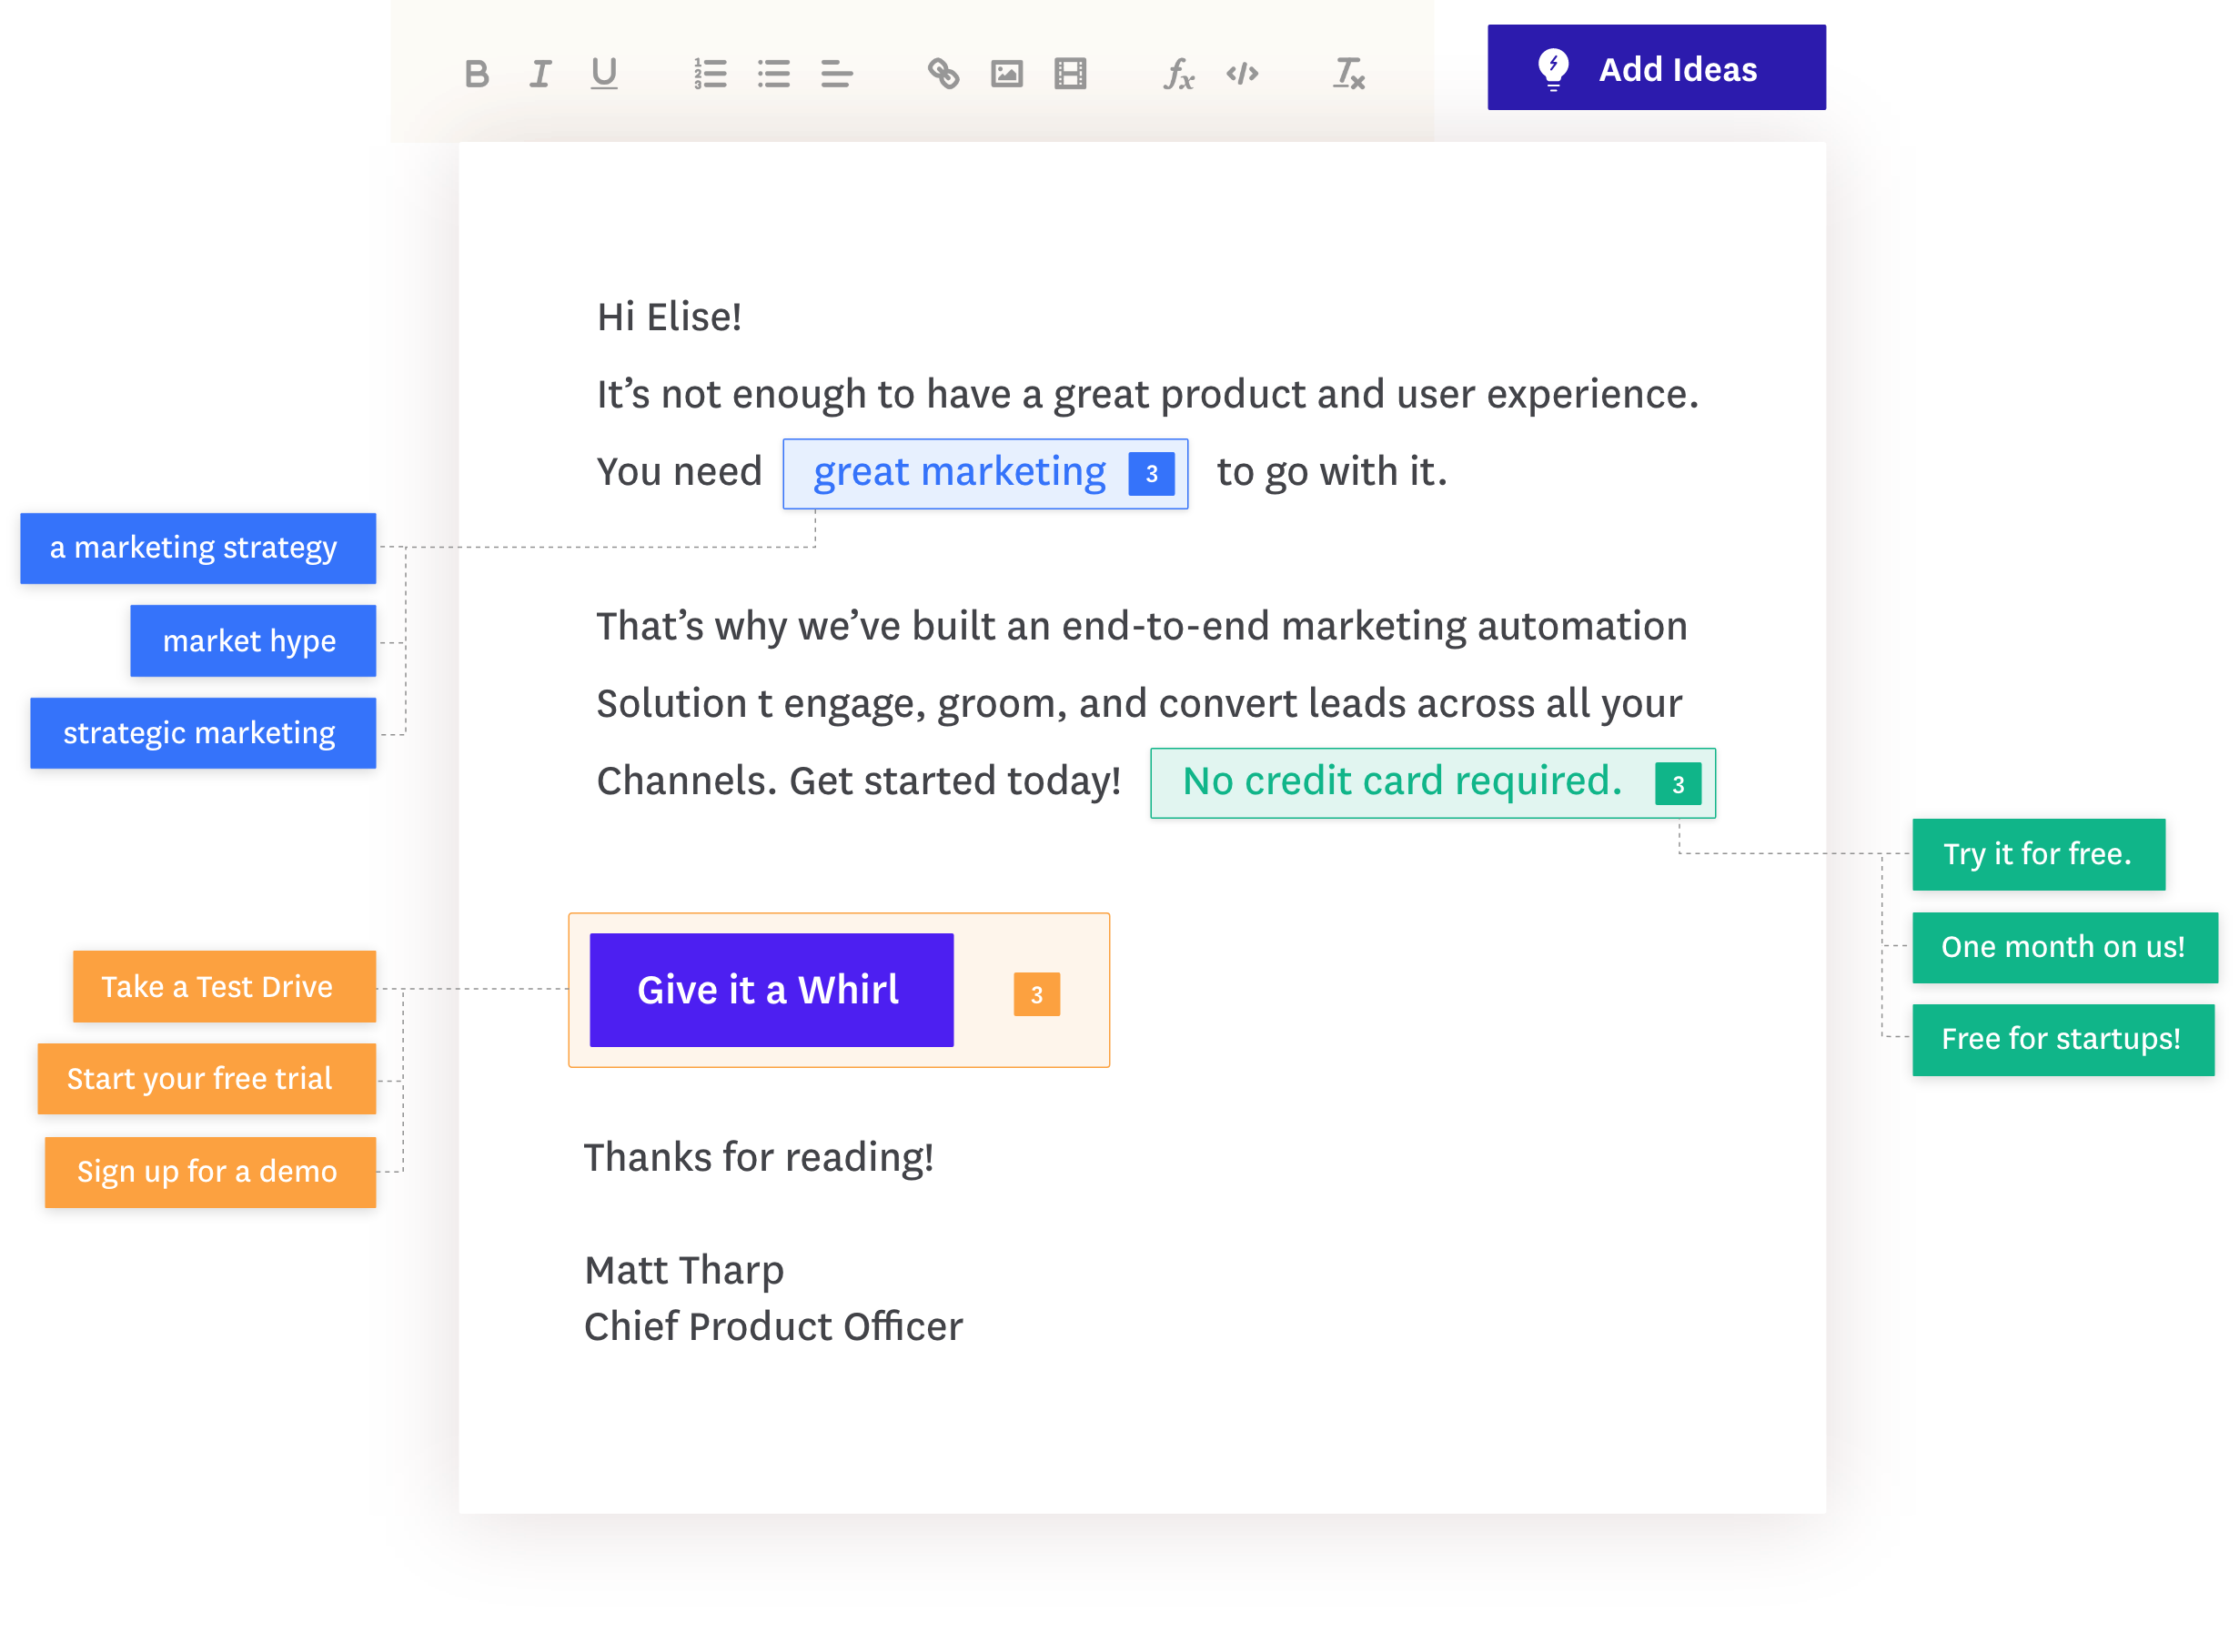 Add Ideas
Hi Elise!
It’s not enough to have a great product and user experience.
You need great marketing 3 to go with it.
a marketing strategy
market hype
strategic marketing
That’s why we’ve built an end-to-end marketing automation
Solution t engage, groom, and convert leads across all your
Channels. Get started today! No credit card required. 3
Try it for free.
One month on us!
Free for startups!
Give it a Whirl 3
Take a Test Drive
Start your free trial
Sign up for a demo
Thanks for reading!
Matt Tharp
Chief Product Officer